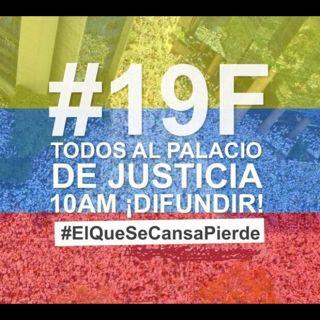 #19F
TODOS AL PALACIO
DE JUSTICIA
10AM ¡DIFUNDIR!
#ElQueSeCansaPierde